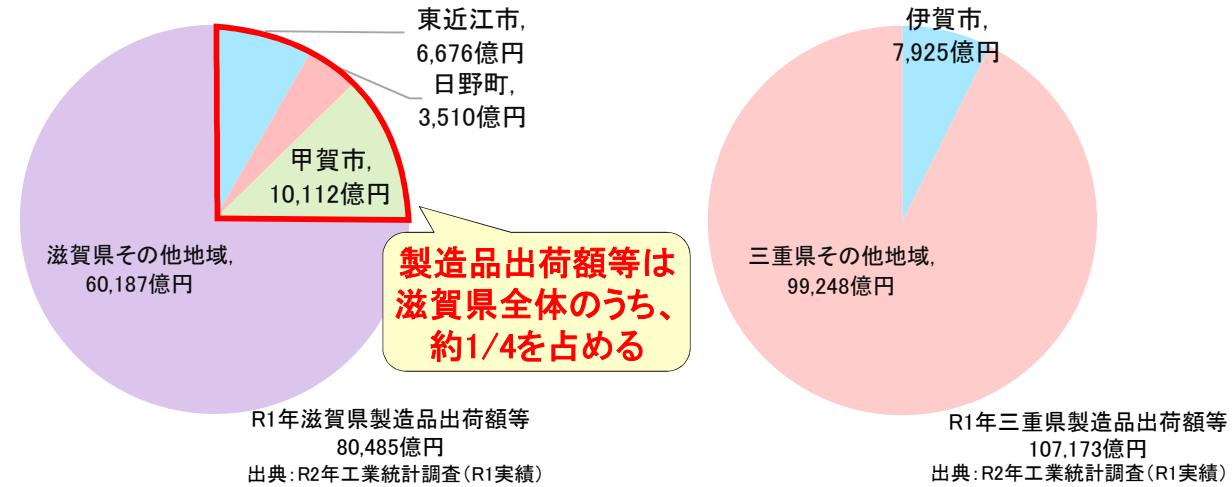 東近江市,
6,676億円
日野町,
3,510億円
甲賀市,
10,112億円
滋賀県その他地域,
60,187億円
製造品出荷額等は
滋賀県全体のうち、
約1/4を占める
R1年滋賀県製造品出荷額等
80,485億円
出典：R2年工業統計調査（R1実績）
伊賀市,
7,925億円
三重県その他地域,
99,248億円
R1年三重県製造品出荷額等
107,173億円
出典：R2年工業統計調査（R1実績）